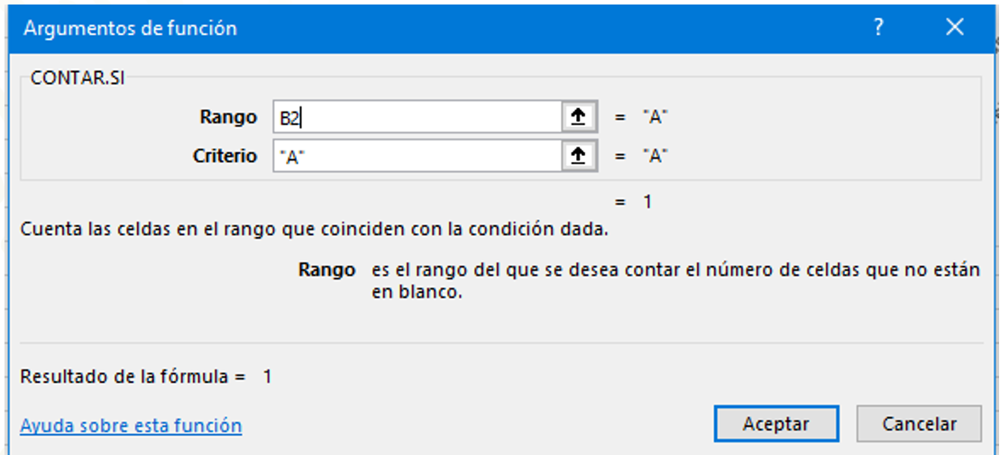 Argumentos de función ? ×
CONTAR.SI
Rango B2 = "A"
Criterio "A" = "A"
= 1
Cuenta las celdas en el rango que coinciden con la condición dada.
Rango es el rango del que se desea contar el número de celdas que no están
en blanco.
Resultado de la fórmula = 1
Ayuda sobre esta función Aceptar Cancelar